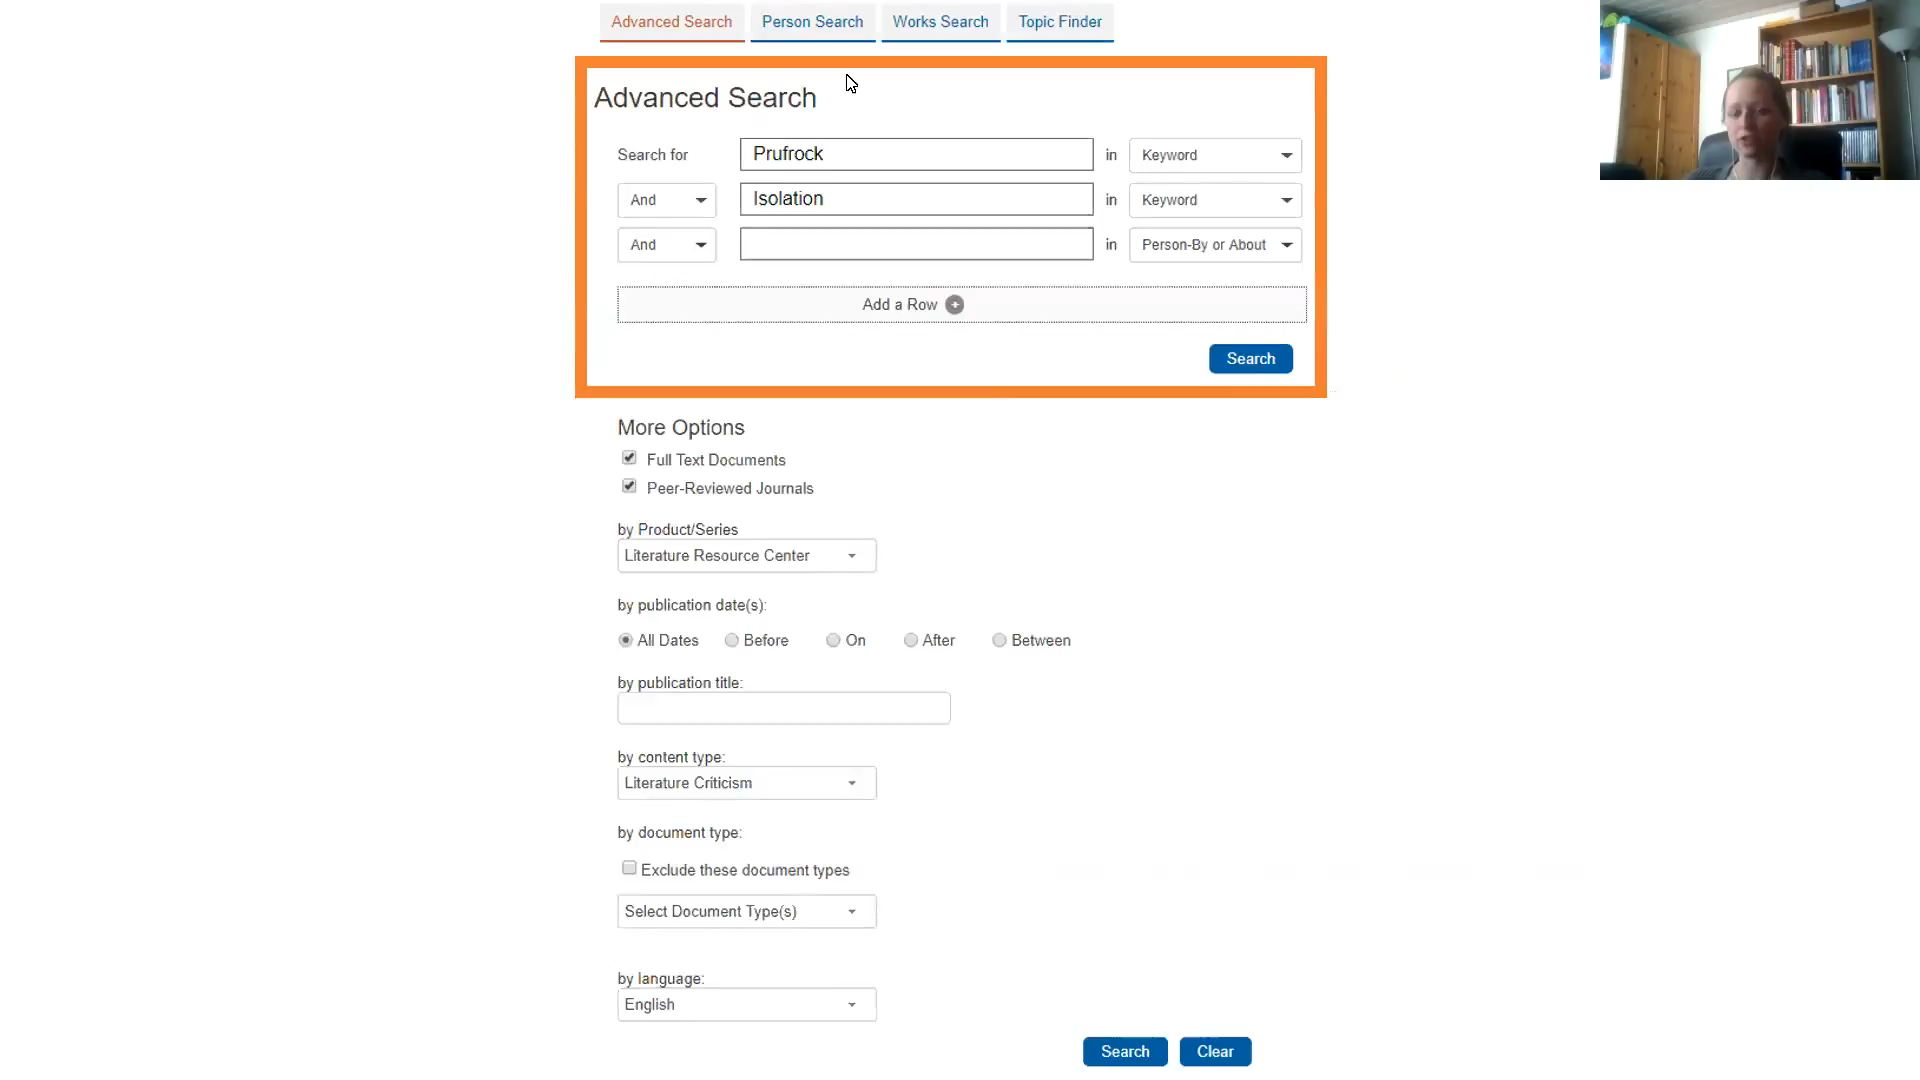 Advanced Search Person Search Works Search Topic Finder
Advanced Search
Search for Prufrock in Keyword
And Isolation in Keyword
And in Person-By or About
Add a Row
Search
More Options
Full Text Documents
Peer-Reviewed Journals
by Product/Series
Literature Resource Center
by publication date(s):
All Dates Before On After Between
by publication title:
by content type:
Literature Criticism
by document type:
Exclude these document types
Select Document Type(s)
by language:
English
Search Clear